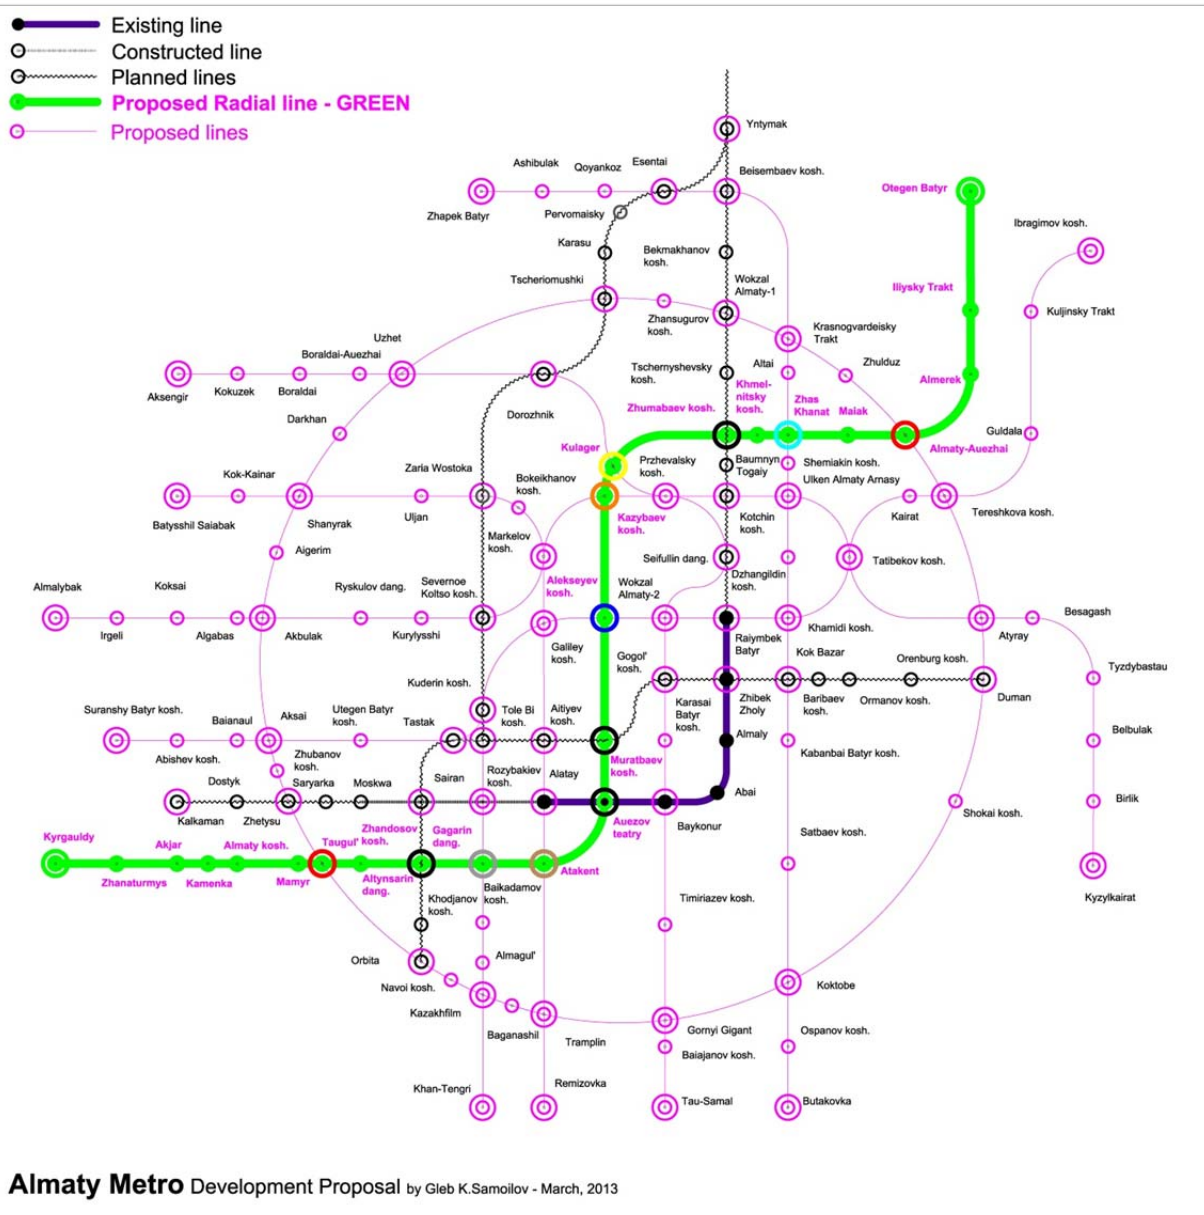 Existing line
Constructed line
Planned lines
Proposed Radial line - GREEN
Proposed lines
Yntymak
Ashibulak
Qoyankoz
Esentai
Beisembaev kosh.
Otegen Batyr
Zhapek Batyr
Pervomaisky
Ibragimov kosh.
Karasu
Bekmakhanov
kosh.
Tscheriomushki
Wokzal
Almaty-1
Iliysky Trakt
Kuljinsky Trakt
Zhansugurov
kosh.
Krasnogvardeisky
Trakt
Uzhet
Boraldai-Auezhai
Tschernyshevsky
kosh.
Altai
Zhulduz
Almerek
Aksengir
Kokuzek
Boraldai
Khmel-
nitsky
kosh.
Zhas
Khanat
Maiak
Dorozhnik
Zhumabaev kosh.
Darkhan
Guldala
Kulager
Almaty-Auezhai
Przhevalsky
kosh.
Baumnyn
Togaiy
Shemiakin kosh.
Kok-Kainar
Zaria Wostoka
Bokeikhanov
kosh.
Ulken Almaty Arnasy
Batysshil Saiabak
Shanyrak
Uljan
Kazybaev
kosh.
Kotchin
kosh.
Kairat
Tereshkova kosh.
Markelov
kosh.
Aigerim
Seifullin dang.
Tatibekov kosh.
Almalybak
Koksai
Ryskulov dang.
Severnoe
Koltso kosh.
Alekseyev
kosh.
Wokzal
Almaty-2
Dzhangildin
kosh.
Irgeli
Algabas
Akbulak
Kurylysshi
Galiley
kosh.
Raiymbek
Batyr
Khamidi kosh.
Atyray
Besagash
Gogol'
kosh.
Kok Bazar
Orenburg kosh.
Tyzdybastau
Kuderin kosh.
Suranshy Batyr kosh.
Baianaul
Aksai
Utegen Batyr
kosh.
Tastak
Tole Bi
kosh.
Aitiyev
kosh.
Karasai
Batyr
kosh.
Zhibek
Zholy
Baribaev
kosh.
Ormanov kosh.
Duman
Almaly
Belbulak
Abishev kosh.
Zhubanov
kosh.
Muratbaev
kosh.
Kabanbai Batyr kosh.
Dostyk
Saryarka
Moskwa
Sairan
Rozybakiev
kosh.
Alatay
Abai
Birlik
Kalkaman
Zhetysu
Auezov
teatry
Baykonur
Shokai kosh.
Kyrgauldy
Akjar
Almaty kosh.
Taugul'
Zhandosov
kosh.
Gagarin
dang.
Satbaev kosh.
Zhanaturmys
Kamenka
Mamyr
Altynsarin
dang.
Baikadamov
kosh.
Atakent
Khodjanov
kosh.
Timiriazev kosh.
Kyzylkairat
Orbita
Almagul'
Navoi kosh.
Koktobe
Kazakhfilm
Baganashil
Tramplin
Gornyi Gigant
Ospanov kosh.
Baiajanov kosh.
Khan-Tengri
Remizovka
Tau-Samal
Butakovka
Almaty Metro Development Proposal by Gleb K.Samoilov - March, 2013